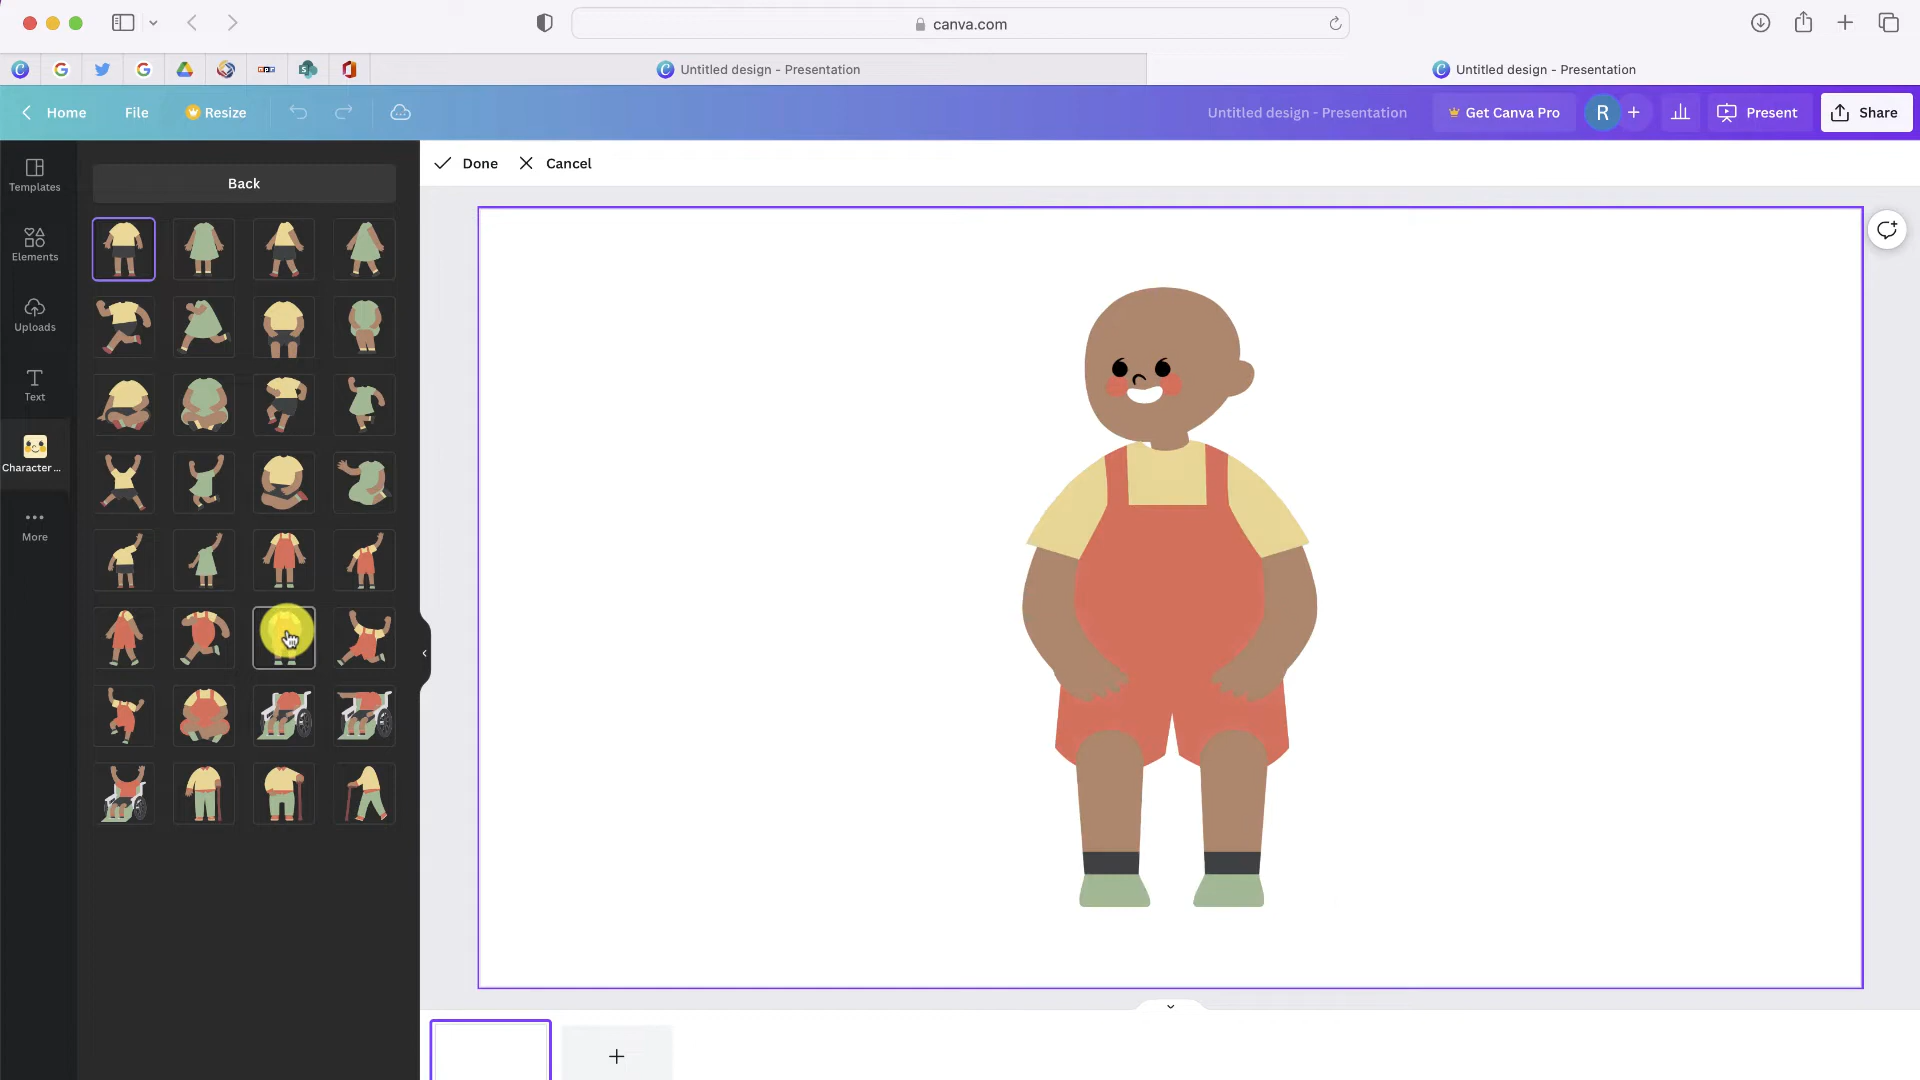 canva.com
Untitled design - Presentation
Untitled design - Presentation
Home
File
Resize
Untitled design - Presentation
Get Canva Pro
R
Present
Share
Templates
Elements
Uploads
Text
Character ...
More
Back
Done
Cancel